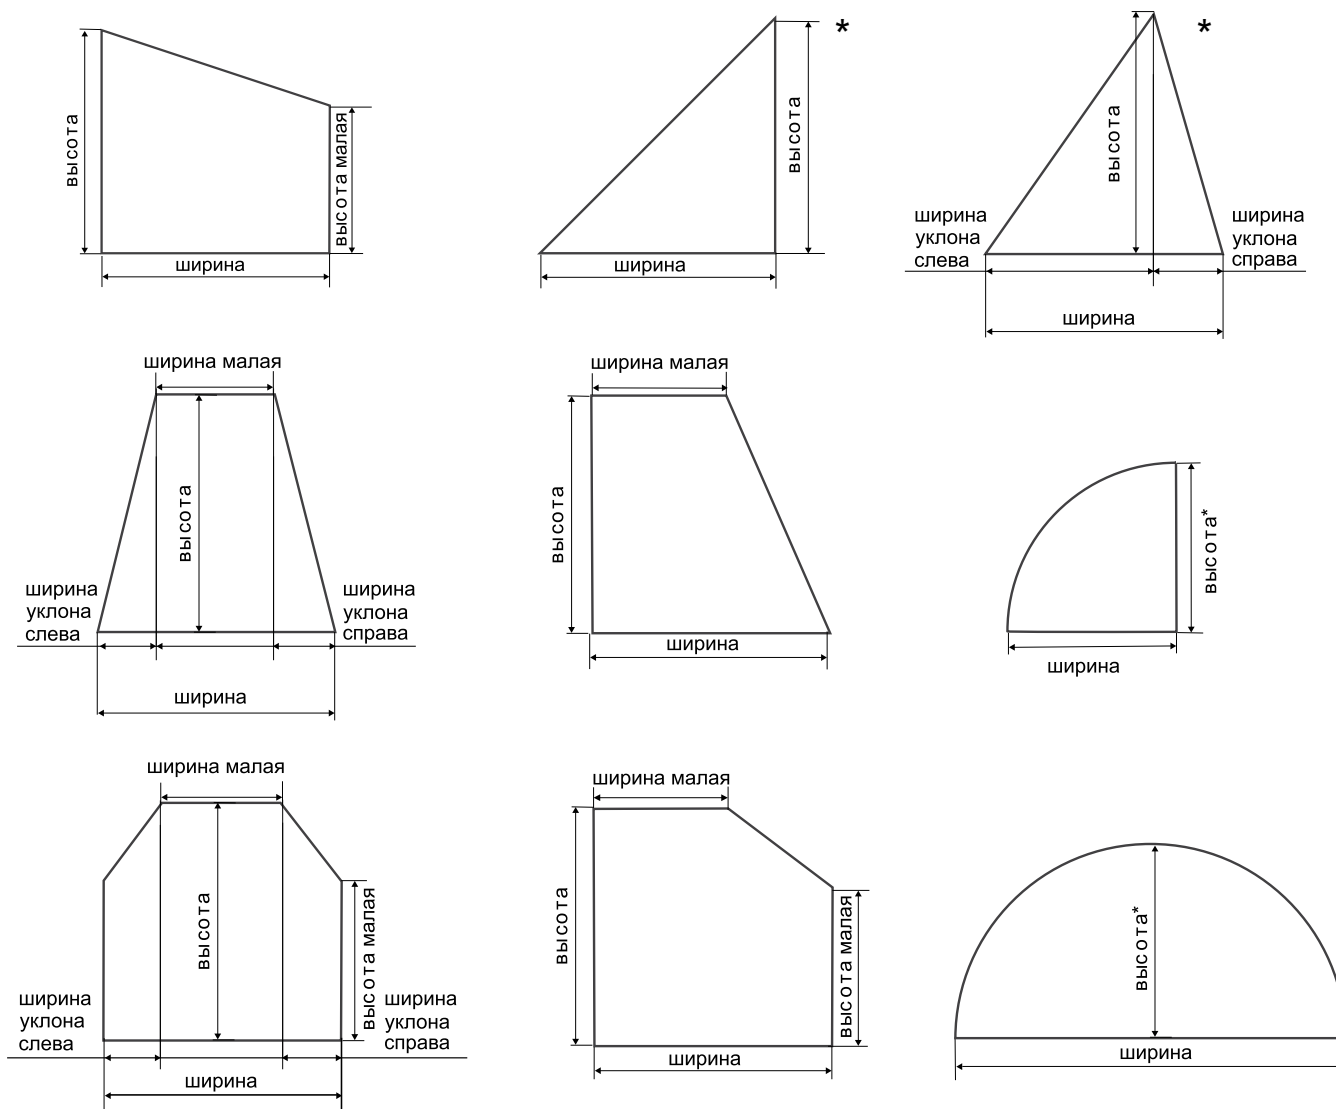 высота
высота малая
ширина
*
высота
ширина
*
высота
ширина
уклона
слева
ширина
уклона
справа
ширина
ширина малая
высота
ширина
уклона
слева
ширина
уклона
справа
ширина
ширина малая
высота
ширина
высота*
ширина
ширина малая
высота
высота малая
ширина
уклона
слева
ширина
уклона
справа
ширина
ширина малая
высота
высота малая
ширина
высота*
ширина